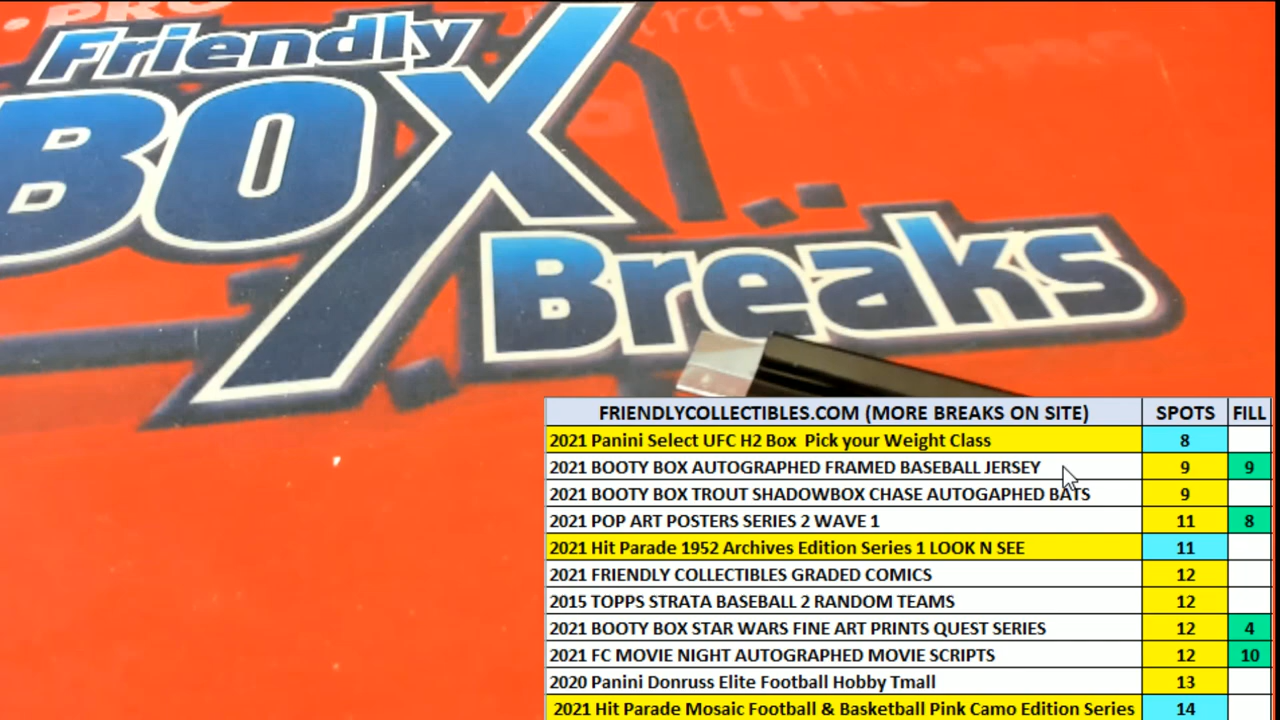 PRO
Friendly
BOX
Breaks
FRIENDLYCOLLECTIBLES.COM (MORE BREAKS ON SITE) SPOTS FILL
2021 Panini Select UFC H2 Box Pick your Weight Class 8
2021 BOOTY BOX AUTOGRAPHED FRAMED BASEBALL JERSEY 9 9
2021 BOOTY BOX TROUT SHADOWBOX CHASE AUTOGAPHED BATS 9
2021 POP ART POSTERS SERIES 2 WAVE 1 11 8
2021 Hit Parade 1952 Archives Edition Series 1 LOOK N SEE 11
2021 FRIENDLY COLLECTIBLES GRADED COMICS 12
2015 TOPPS STRATA BASEBALL 2 RANDOM TEAMS 12
2021 BOOTY BOX STAR WARS FINE ART PRINTS QUEST SERIES 12 4
2021 FC MOVIE NIGHT AUTOGRAPHED MOVIE SCRIPTS 12 10
2020 Panini Donruss Elite Football Hobby Tmall 13
2021 Hit Parade Mosaic Football & Basketball Pink Camo Edition Series 14